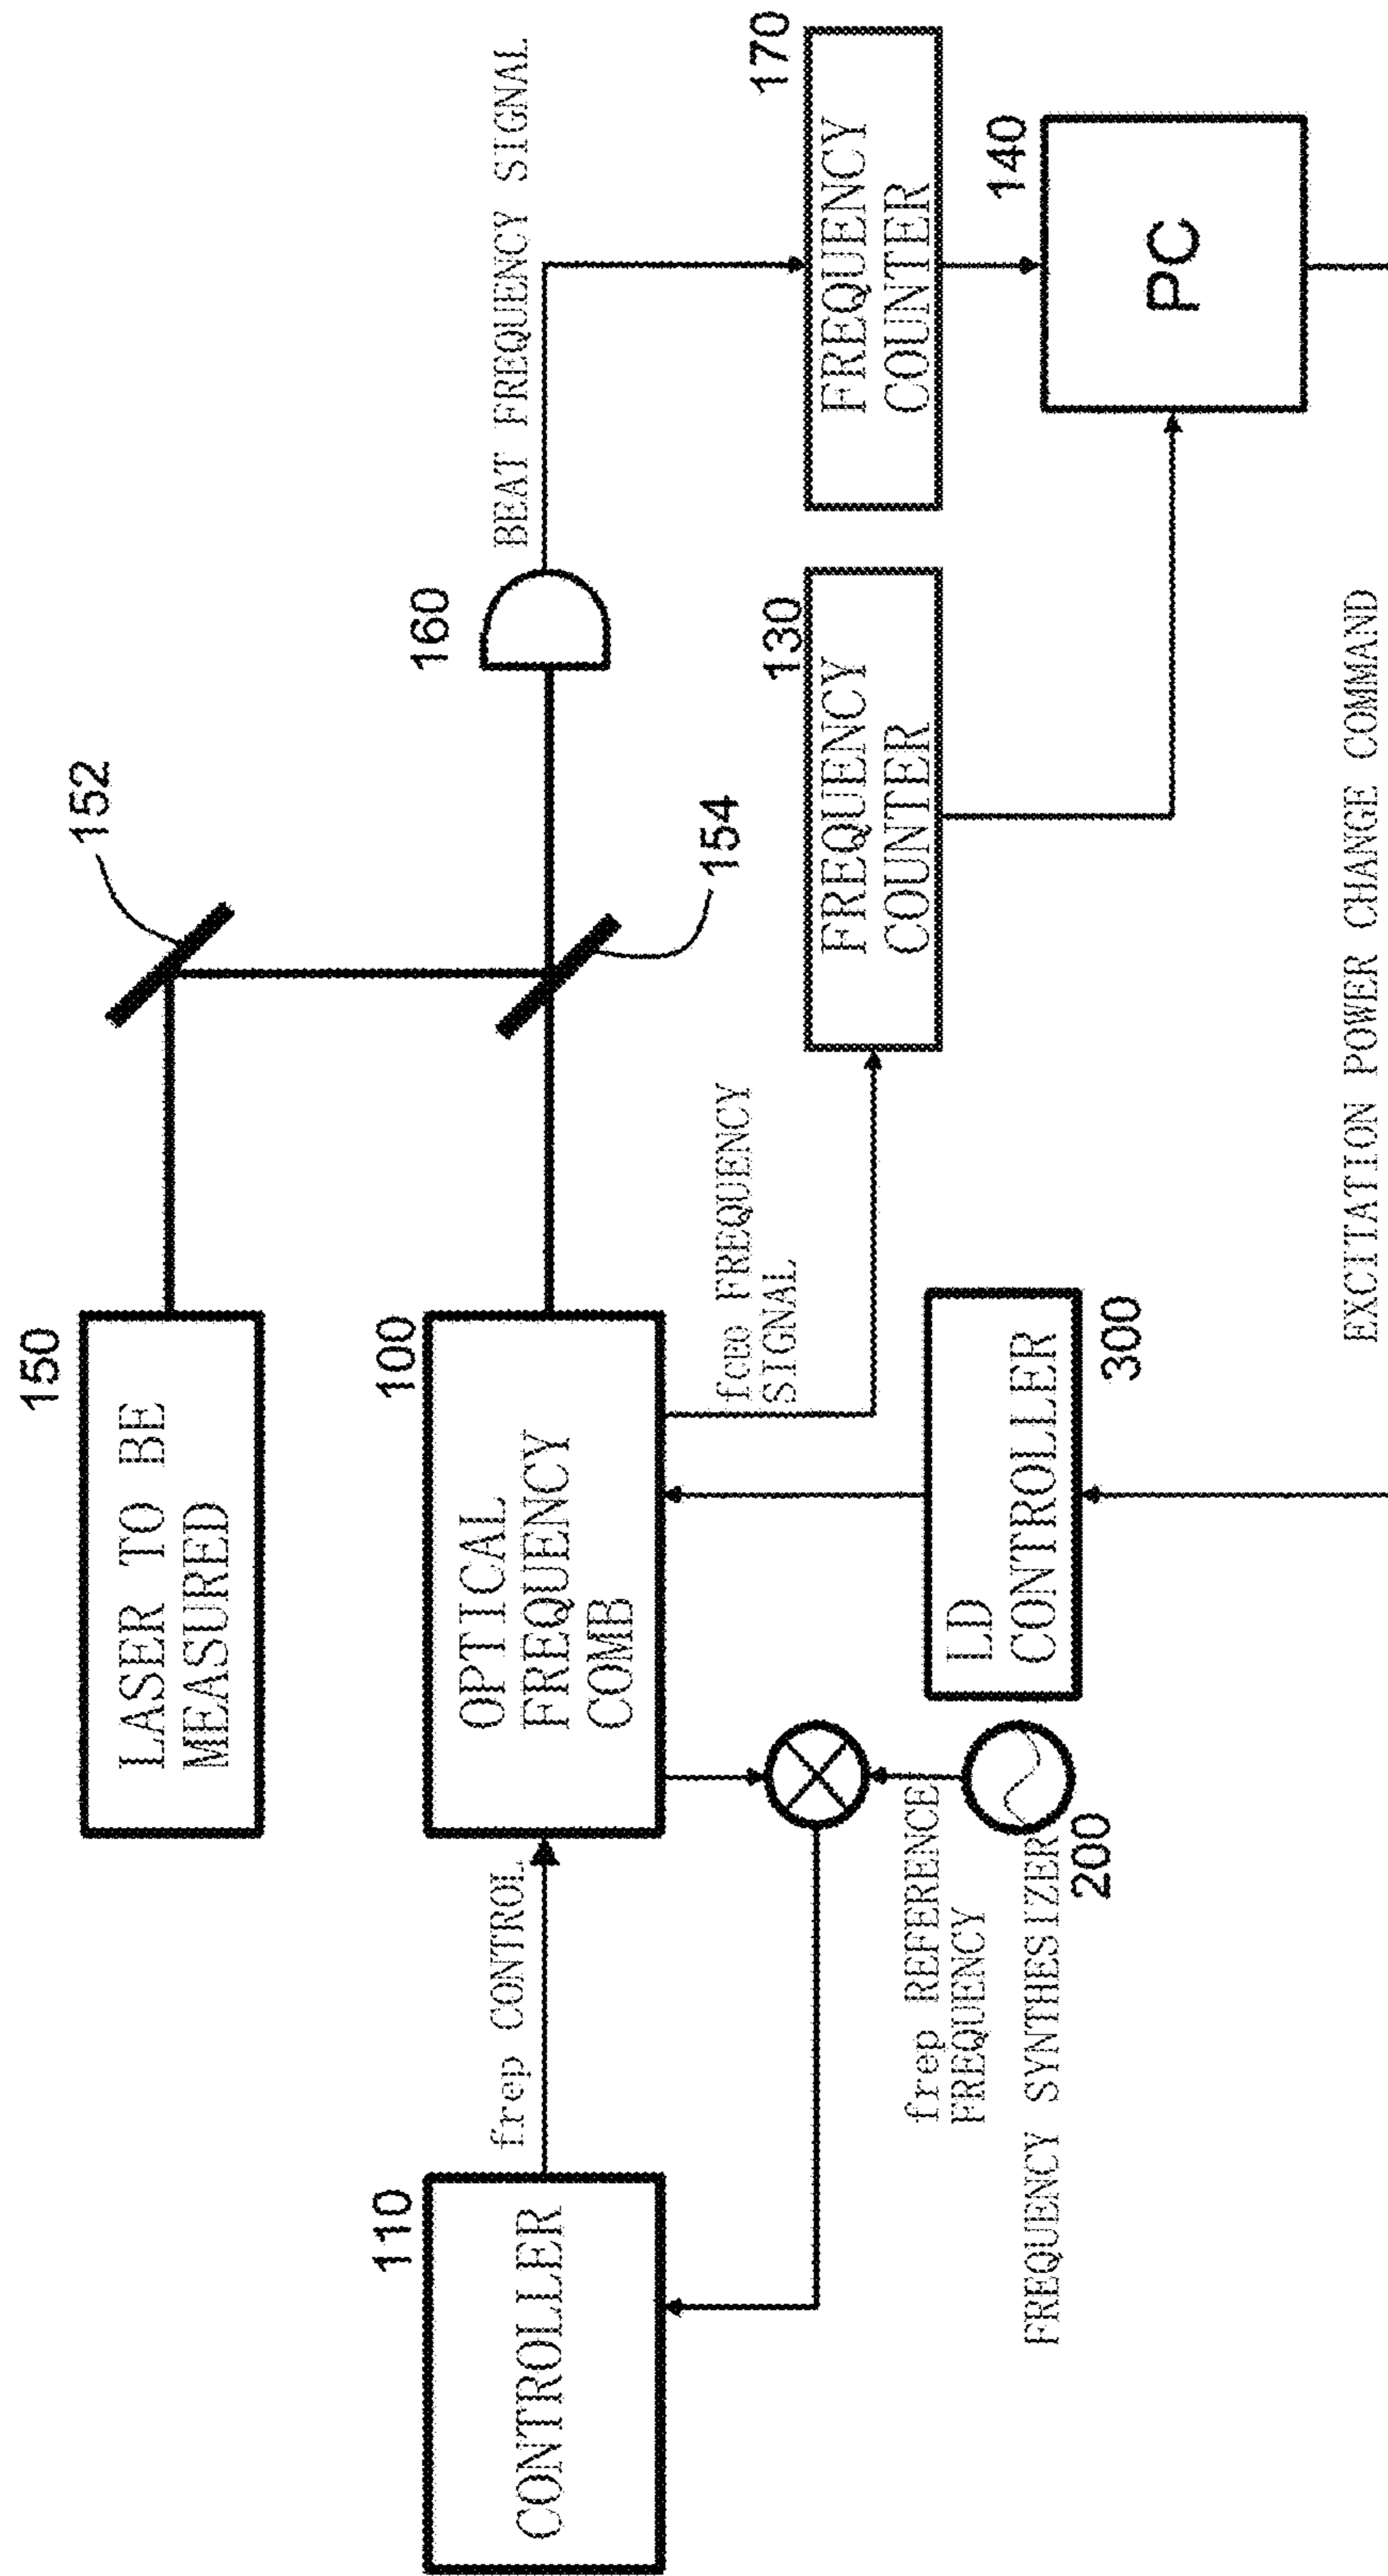 150
LASER TO BE
MEASURED
152
110
CONTROLLER
frep CONTROL
100
OPTICAL
FREQUENCY
COMB
154
160
BEAT FREQUENCY SIGNAL
fCEO FREQUENCY
SIGNAL
130
FREQUENCY
COUNTER
170
FREQUENCY
COUNTER
frep REFERENCE
FREQUENCY
FREQUENCY SYNTHESIZER
200
LD
CONTROLLER
300
140
PC
EXCITATION POWER CHANGE COMMAND